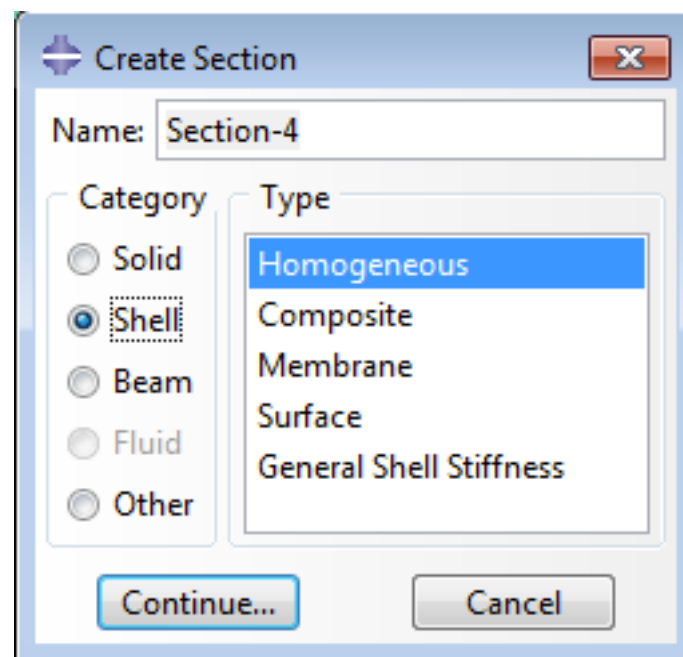 Create Section
Name: Section-4
Category
Type
Solid
Shell
Beam
Fluid
Other
Homogeneous
Composite
Membrane
Surface
General Shell Stiffness
Continue...
Cancel